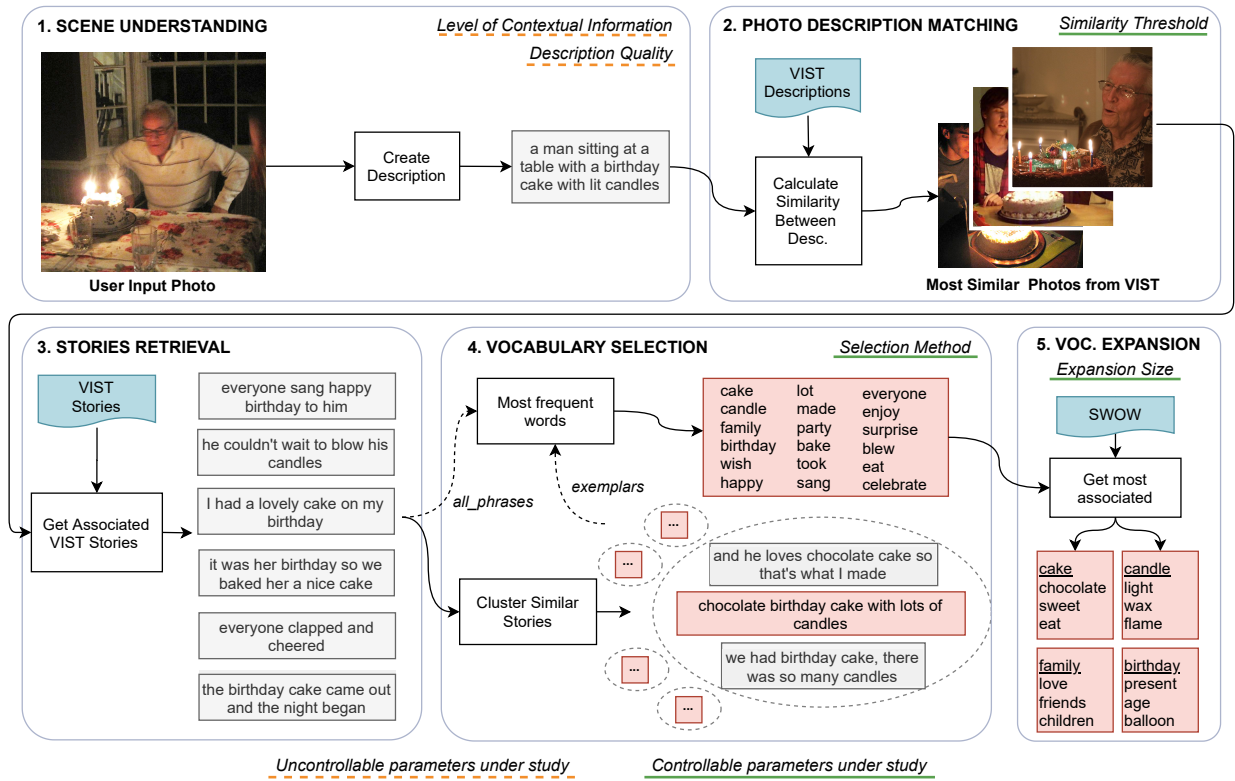 1. SCENE UNDERSTANDING
Level of Contextual Information
Description Quality
User Input Photo
Create
Description
a man sitting at a
table with a birthday
cake with lit candles
2. PHOTO DESCRIPTION MATCHING
Similarity Threshold
VIST
Descriptions
Calculate
Similarity
Between
Desc.
Most Similar Photos from VIST
3. STORIES RETRIEVAL
VIST
Stories
Get Associated
VIST Stories
everyone sang happy
birthday to him
he couldn't wait to blow his
candles
I had a lovely cake on my
birthday
it was her birthday so we
baked her a nice cake
everyone clapped and
cheered
the birthday cake came out
and the night began
4. VOCABULARY SELECTION
Selection Method
Most frequent
words
all_phrases
exemplars
cake
candle
family
birthday
wish
happy
lot
made
party
bake
took
sang
everyone
enjoy
surprise
blew
eat
celebrate
Cluster Similar
Stories
...
...
and he loves chocolate cake so
that's what I made
chocolate birthday cake with lots of
candles
we had birthday cake, there
was so many candles
...
...
5. VOC. EXPANSION
Expansion Size
SWOW
Get most
associated
cake
chocolate
sweet
eat
candle
light
wax
flame
family
love
friends
children
birthday
present
age
balloon
Uncontrollable parameters under study
Controllable parameters under study